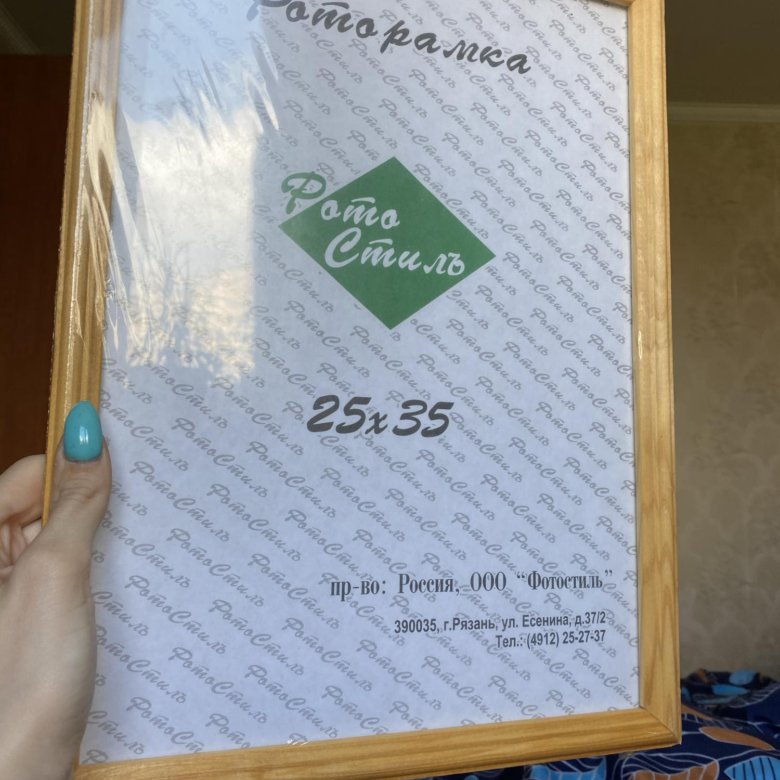 Фоторамка
Фото
Стиль
25х35
пр-во: Россия, ООО “Фотостиль”
390035, г.Рязань, ул. Есенина, д.37/2
Тел.: (4912) 25-27-37